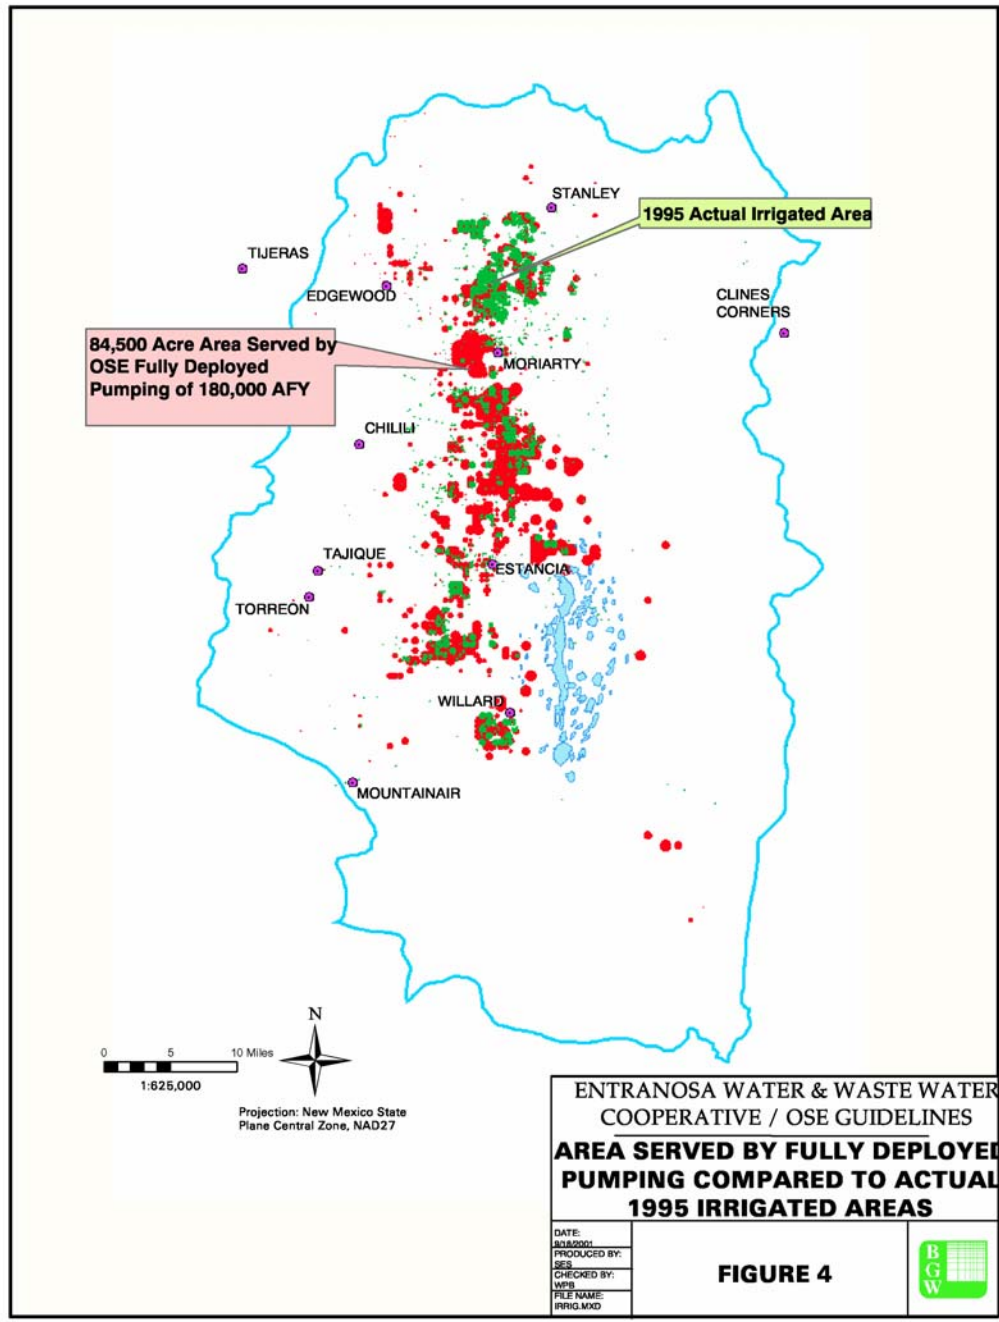 STANLEY
1995 Actual Irrigated Area
TIJERAS
EDGEWOOD
CLINES
CORNERS
84,500 Acre Area Served by
OSE Fully Deployed
Pumping of 180,000 AFY
MORIARTY
CHILILI
TAJIQUE
ESTANCIA
TORREÓN
WILLARD
MOUNTAINAIR
N
0 5 10 Miles
1:625,000
Projection: New Mexico State
Plane Central Zone, NAD27
ENTRANOSA WATER & WASTE WATER
COOPERATIVE / OSE GUIDELINES
AREA SERVED BY FULLY DEPLOYED
PUMPING COMPARED TO ACTUAL
1995 IRRIGATED AREAS
DATE:
9/18/2001
PRODUCED BY:
SES
CHECKED BY:
WPB
FILE NAME:
IRRIG.MXD
FIGURE 4
B
G
W